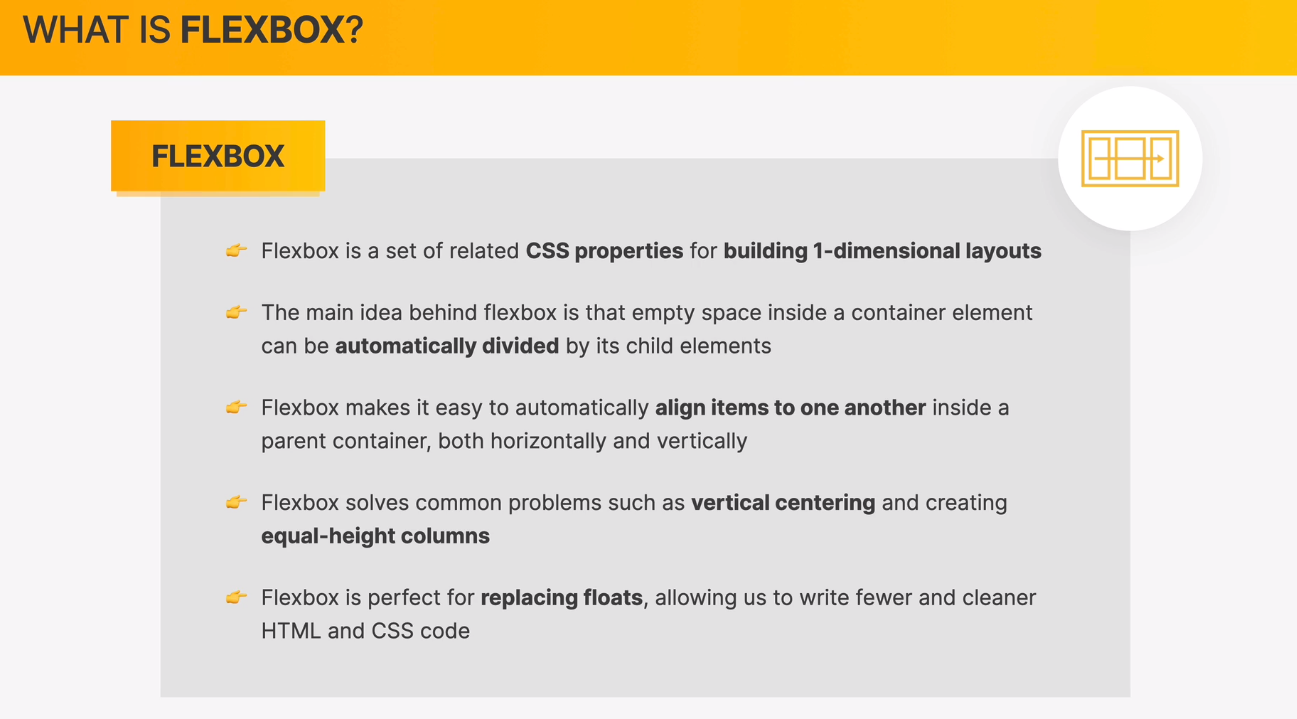 WHAT IS FLEXBOX?
FLEXBOX
👉 Flexbox is a set of related CSS properties for building 1-dimensional layouts
👉 The main idea behind flexbox is that empty space inside a container element
can be automatically divided by its child elements
👉 Flexbox makes it easy to automatically align items to one another inside a
parent container, both horizontally and vertically
👉 Flexbox solves common problems such as vertical centering and creating
equal-height columns
👉 Flexbox is perfect for replacing floats, allowing us to write fewer and cleaner
HTML and CSS code